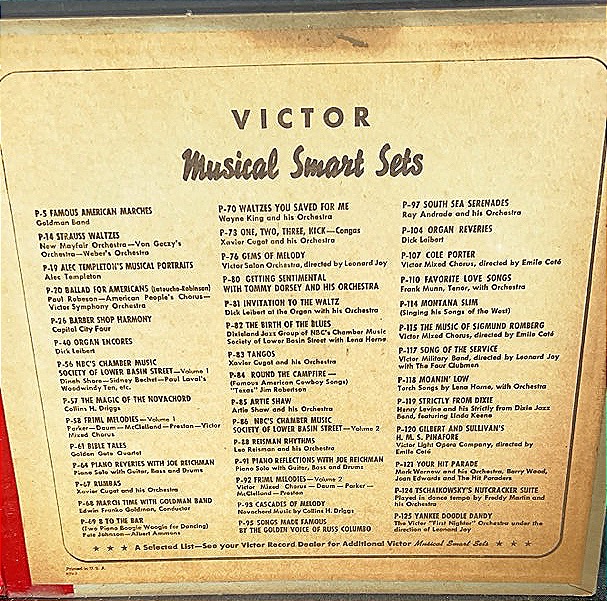 VICTOR
Musical Smart Sets
P-5 FAMOUS AMERICAN MARCHES
Goldman Band
P-14 STRAUSS WALTZES
New Mayfair Orchestra—Von Geczy's
Orchestra—Weber's Orchestra
P-19 ALEC TEMPLETON'S MUSICAL PORTRAITS
Alec Templeton
P-20 BALLAD FOR AMERICANS (Latouche-Robinson)
Paul Robeson—American People's Chorus—
Victor Symphony Orchestra
P-26 BARBER SHOP HARMONY
Capitol City Four
P-40 ORGAN ENCORES
Dick Leibert
P-56 NBC'S CHAMBER MUSIC
SOCIETY OF LOWER BASIN STREET—Volume 1
Dinah Shore—Sidney Bechet—Paul Laval's
Woodwindy Ten, etc.
P-57 THE MAGIC OF THE NOVACHORD
Collins H. Driggs
P-58 FRIML MELODIES—Volume 1
Parker—Daum—McClelland—Preston—Victor
Mixed Chorus
P-61 BIBLE TALES
Golden Gate Quartet
P-64 PIANO REVERIES WITH JOE REICHMAN
Piano Solo with Guitar, Bass and Drums
P-67 RUMBAS
Xavier Cugat and his Orchestra
P-68 MARCH TIME WITH GOLDMAN BAND
Edwin Franko Goldman, Conductor
P-69 8 TO THE BAR
(Two Piano Boogie Woogie for Dancing)
Pete Johnson—Albert Ammons
P-70 WALTZES YOU SAVED FOR ME
Wayne King and his Orchestra
P-73 ONE, TWO, THREE, KICK—Congas
Xavier Cugat and his Orchestra
P-76 GEMS OF MELODY
Victor Salon Orchestra, directed by Leonard Joy
P-80 GETTING SENTIMENTAL
WITH TOMMY DORSEY AND HIS ORCHESTRA
P-81 INVITATION TO THE WALTZ
Dick Leibert at the Organ with his Orchestra
P-82 THE BIRTH OF THE BLUES
Dixieland Jazz Group of NBC's Chamber Music
Society of Lower Basin Street with Lena Horne
P-83 TANGOS
Xavier Cugat and his Orchestra
P-84 ROUND THE CAMPFIRE—
(Famous American Cowboy Songs)
"Texas" Jim Robertson
P-85 ARTIE SHAW
Artie Shaw and his Orchestra
P-86 NBC'S CHAMBER MUSIC
SOCIETY OF LOWER BASIN STREET—Volume 2
P-88 REISMAN RHYTHMS
Leo Reisman and his Orchestra
P-91 PIANO REFLECTIONS WITH JOE REICHMAN
Piano Solo with Guitar, Bass and Drums
P-92 FRIML MELODIES—Volume 2
Victor Mixed Chorus—Daum—Parker—
McClelland—Preston
P-93 CASCADES OF MELODY
Novachord Music by Collins H. Driggs
P-95 SONGS MADE FAMOUS
BY THE GOLDEN VOICE OF RUSS COLUMBO
P-97 SOUTH SEA SERENADES
Ray Andrade and his Orchestra
P-104 ORGAN REVERIES
Dick Leibert
P-107 COLE PORTER
Victor Mixed Chorus, directed by Emile Coté
P-110 FAVORITE LOVE SONGS
Frank Munn, Tenor, with Orchestra
P-114 MONTANA SLIM
(Singing his Songs of the West)
P-115 THE MUSIC OF SIGMUND ROMBERG
Victor Mixed Chorus, directed by Emile Coté
P-117 SONG OF THE SERVICE
Victor Military Band, directed by Leonard Joy
with The Four Clubmen
P-118 MOANIN' LOW
Torch Songs by Lena Horne, with Orchestra
P-119 STRICTLY FROM DIXIE
Henry Levine and his Strictly from Dixie Jazz
Band, featuring Linda Keene
P-120 GILBERT AND SULLIVAN'S
H. M. S. PINAFORE
Victor Light Opera Company, directed by
Emile Coté
P-121 YOUR HIT PARADE
Mark Warnow and his Orchestra, Barry Wood,
Joan Edwards and the Hit Paraders
P-124 TSCHAIKOWSKY'S NUTCRACKER SUITE
Played in dance tempo by Freddy Martin and
his Orchestra
P-125 YANKEE DOODLE DANDY
The Victor "First Nighter" Orchestra under the
direction of Leonard Joy
★ ★ ★ ★ A Selected List—See your Victor Record Dealer for Additional Victor Musical Smart Sets ★ ★ ★ ★
Printed in U. S. A.